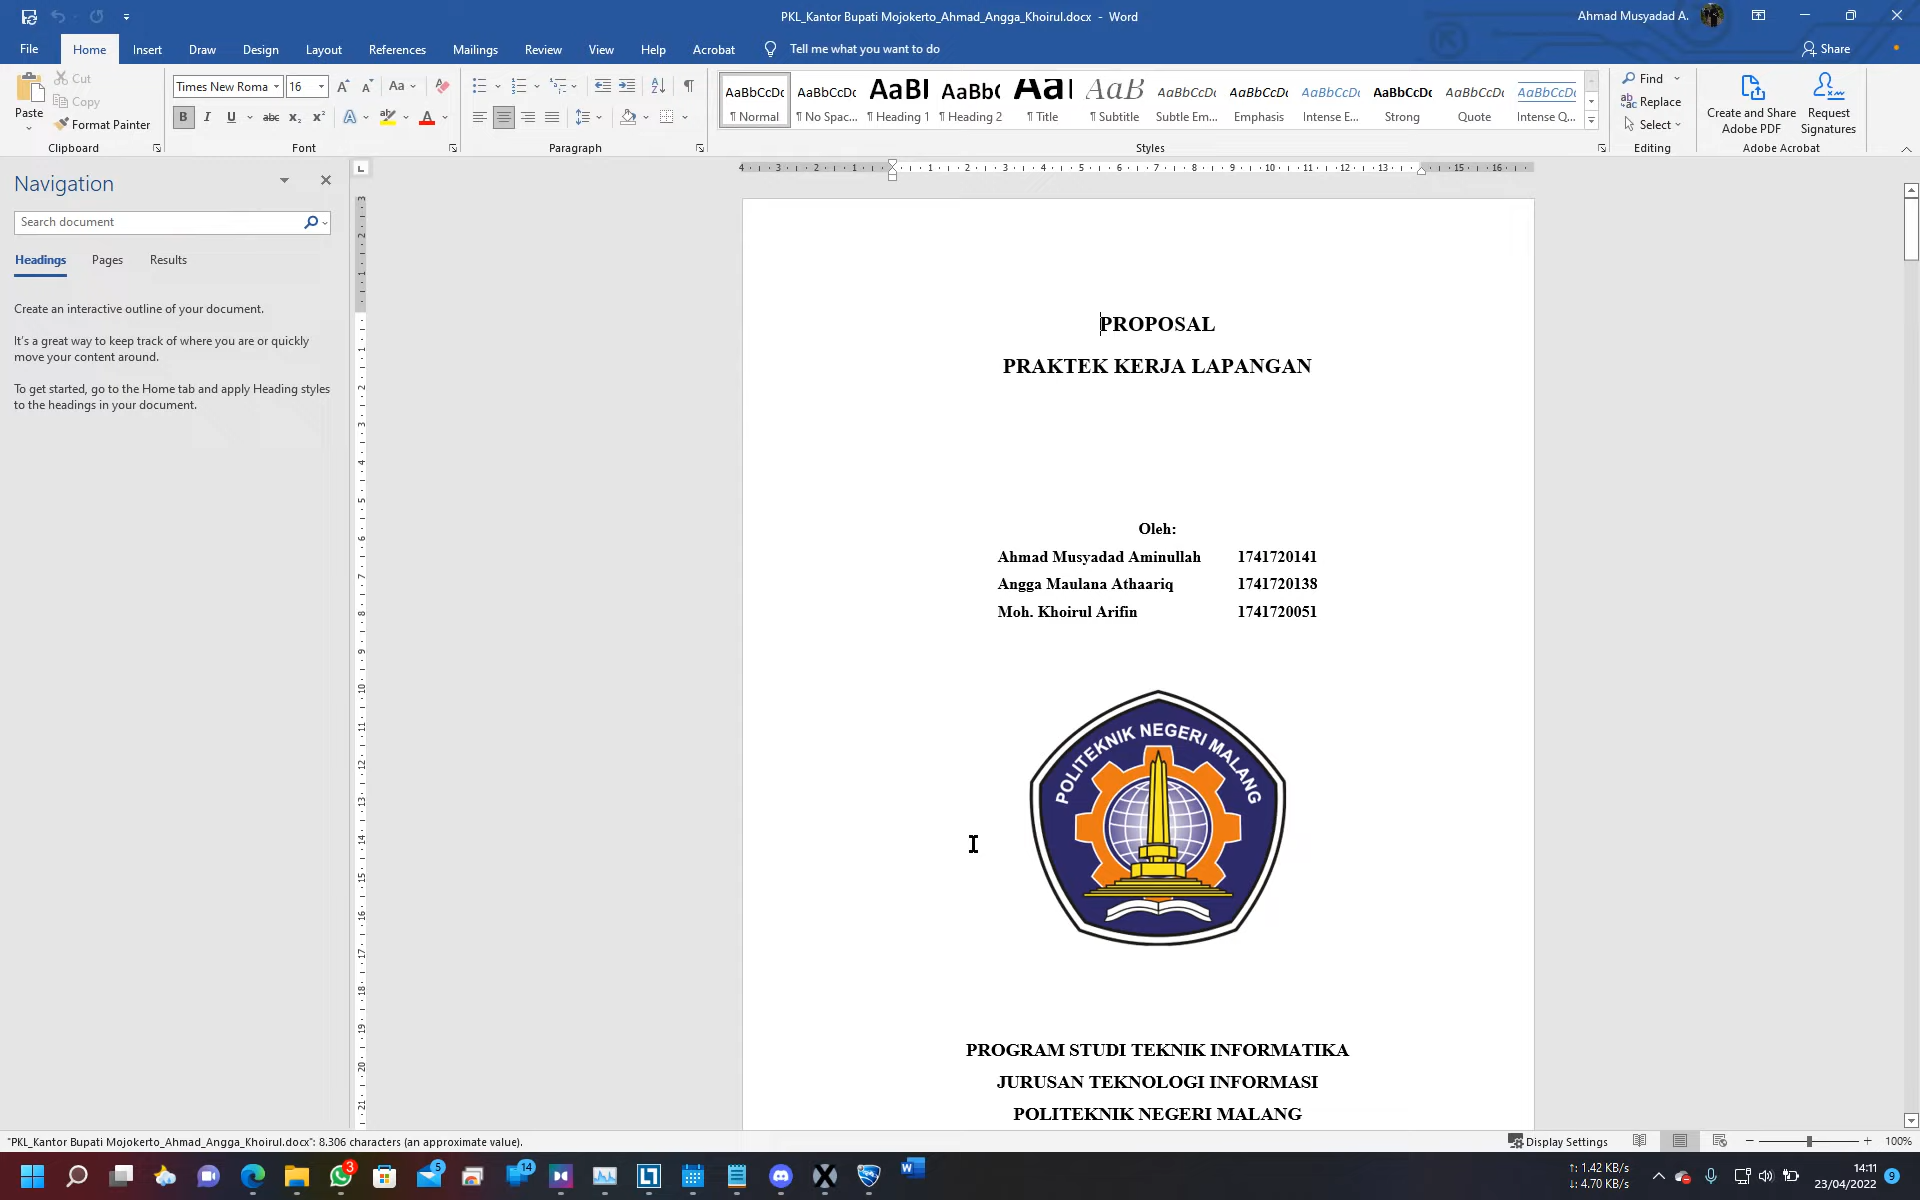 PKL_Kantor Bupati Mojokerto_Ahmad_Angga_Khoirul.docx - Word
Ahmad Musyadad A.
File Home Insert Draw Design Layout References Mailings Review View Help Acrobat Tell me what you want to do Share
Paste
Cut
Copy
Format Painter
Clipboard
Times New Roma 16
Font
Paragraph
AaBbCcDc AaBbCcDc AaBl AaBbC Aal AaB AaBbCcDc AaBbCcDc AaBbCcDc AaBbCcDc AaBbCcDc AaBbCcDc
¶ Normal ¶ No Spac... ¶ Heading 1 ¶ Heading 2 ¶ Title ¶ Subtitle Subtle Em... Emphasis Intense E... Strong Quote Intense Q...
Styles
Find
Replace
Select
Editing
Create and Share Adobe PDF
Request Signatures
Adobe Acrobat
Navigation
Search document
Headings Pages Results
Create an interactive outline of your document.
It's a great way to keep track of where you are or quickly
move your content around.
To get started, go to the Home tab and apply Heading styles
to the headings in your document.
PROPOSAL
PRAKTEK KERJA LAPANGAN
Oleh:
Ahmad Musyadad Aminullah 1741720141
Angga Maulana Athaariq 1741720138
Moh. Khoirul Arifin 1741720051
POLITEKNIK NEGERI MALANG
PROGRAM STUDI TEKNIK INFORMATIKA
JURUSAN TEKNOLOGI INFORMASI
POLITEKNIK NEGERI MALANG
"PKL_Kantor Bupati Mojokerto_Ahmad_Angga_Khoirul.docx": 8.306 characters (an approximate value).
Display Settings
100%
3
5
14
↑: 1.42 KB/s
↓: 4.70 KB/s
14:11
23/04/2022
9